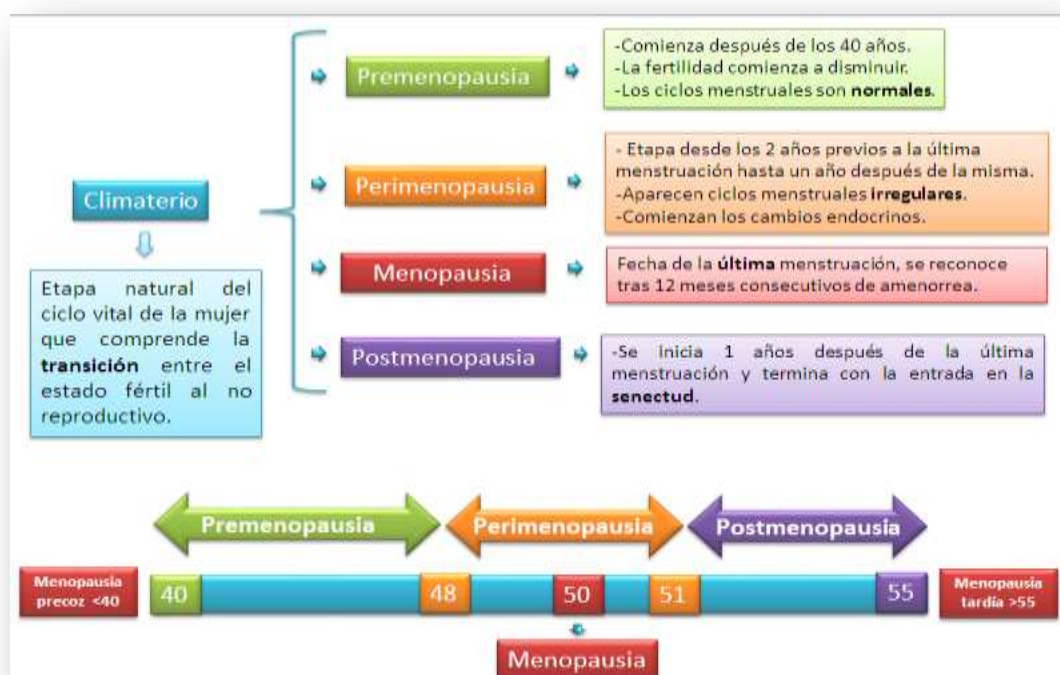 Climaterio
Etapa natural del
ciclo vital de la mujer
que comprende la
transición entre el
estado fértil al no
reproductivo.
Premenopausia
-Comienza después de los 40 años.
-La fertilidad comienza a disminuir.
-Los ciclos menstruales son normales.
Perimenopausia
- Etapa desde los 2 años previos a la última
menstruación hasta un año después de la misma.
-Aparecen ciclos menstruales irregulares.
-Comienzan los cambios endocrinos.
Menopausia
Fecha de la última menstruación, se reconoce
tras 12 meses consecutivos de amenorrea.
Postmenopausia
-Se inicia 1 años después de la última
menstruación y termina con la entrada en la
senectud.
Premenopausia
Perimenopausia
Postmenopausia
Menopausia
precoz <40
40
48
50
51
55
Menopausia
tardía >55
Menopausia